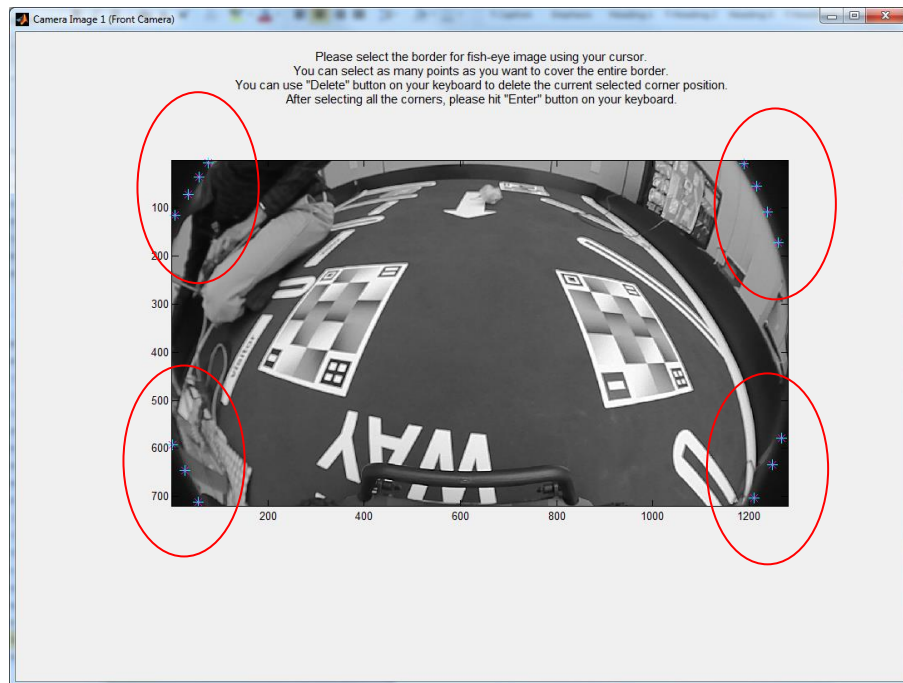 Camera Image 1 (Front Camera)
Please select the border for fish-eye image using your cursor.
You can select as many points as you want to cover the entire border.
You can use "Delete" button on your keyboard to delete the current selected corner position.
After selecting all the corners, please hit "Enter" button on your keyboard.
100
200
300
400
500
600
700
visitor
WAY
200
400
600
800
1000
1200